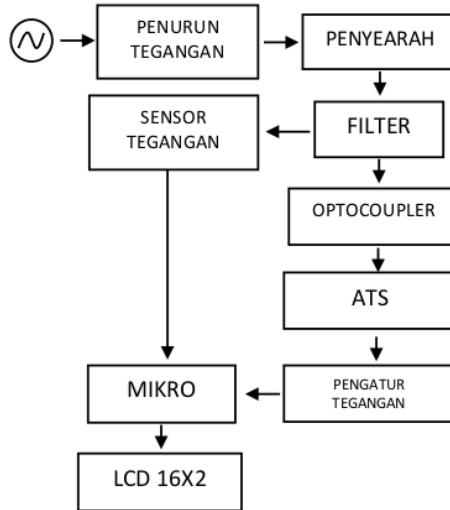 PENURUN
TEGANGAN
PENYEARAH
SENSOR
TEGANGAN
FILTER
OPTOCOUPLER
ATS
MIKRO
PENGATUR
TEGANGAN
LCD 16X2